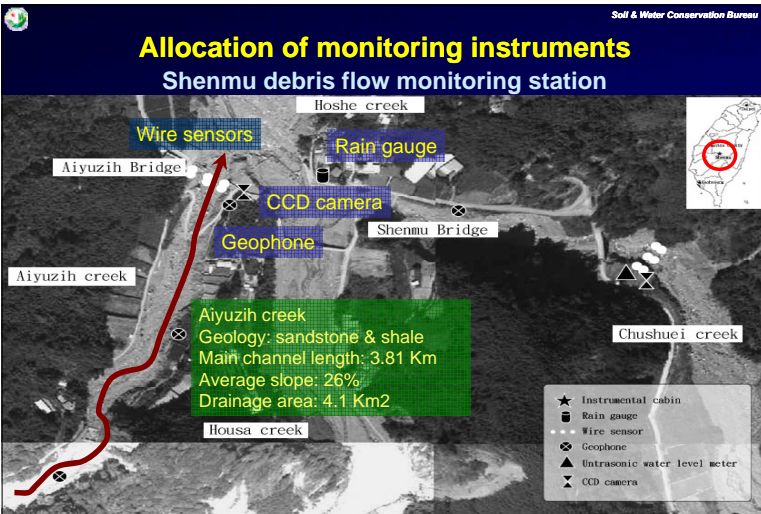 Soil & Water Conservation Bureau
Allocation of monitoring instruments
Shenmu debris flow monitoring station
Hoshe creek
Wire sensors
Rain gauge
Aiyuzih Bridge
CCD camera
Shenmu Bridge
Geophone
Aiyuzih creek
Aiyuzih creek
Geology: sandstone & shale
Main channel length: 3.81 Km
Average slope: 26%
Drainage area: 4.1 Km2
Chushuei creek
Housa creek
Instrumental cabin
Rain gauge
Wire sensor
Geophone
Untrasonic water level meter
CCD camera